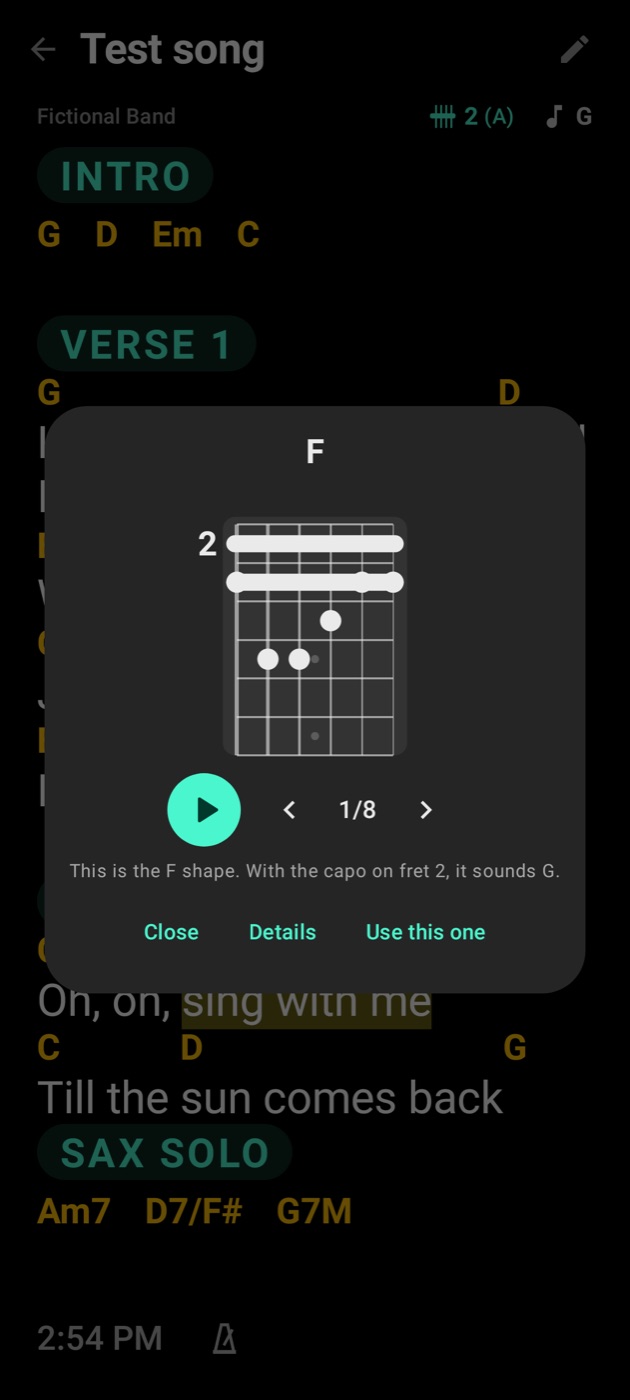 Test song
Fictional Band 2 (A) G
INTRO
G D Em C
VERSE 1
G D
F
2
1/8
This is the F shape. With the capo on fret 2, it sounds G.
Close Details Use this one
Oh, oh, sing with me
C D G
Till the sun comes back
SAX SOLO
Am7 D7/F# G7M
2:54 PM